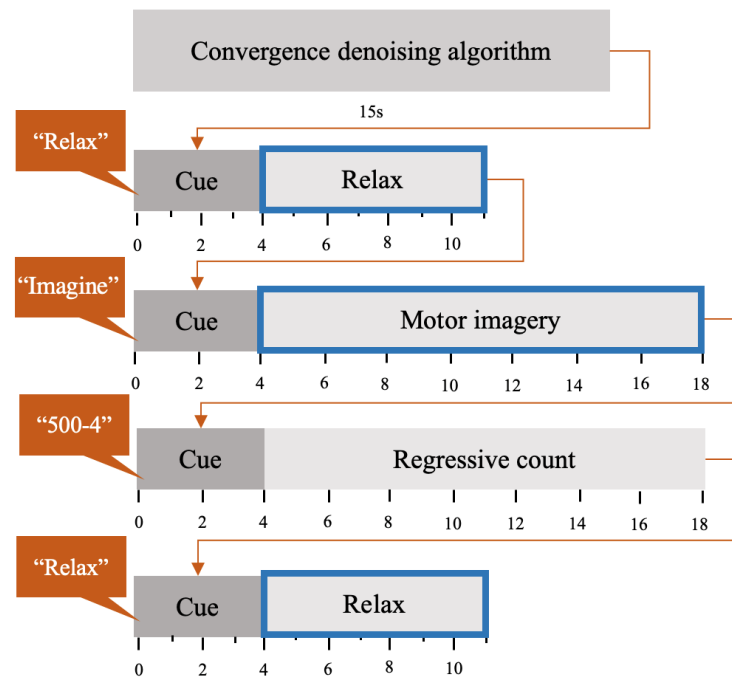 Convergence denoising algorithm
15s
“Relax”
Cue
Relax
0 2 4 6 8 10
“Imagine”
Cue
Motor imagery
0 2 4 6 8 10 12 14 16 18
“500-4”
Cue
Regressive count
0 2 4 6 8 10 12 14 16 18
“Relax”
Cue
Relax
0 2 4 6 8 10